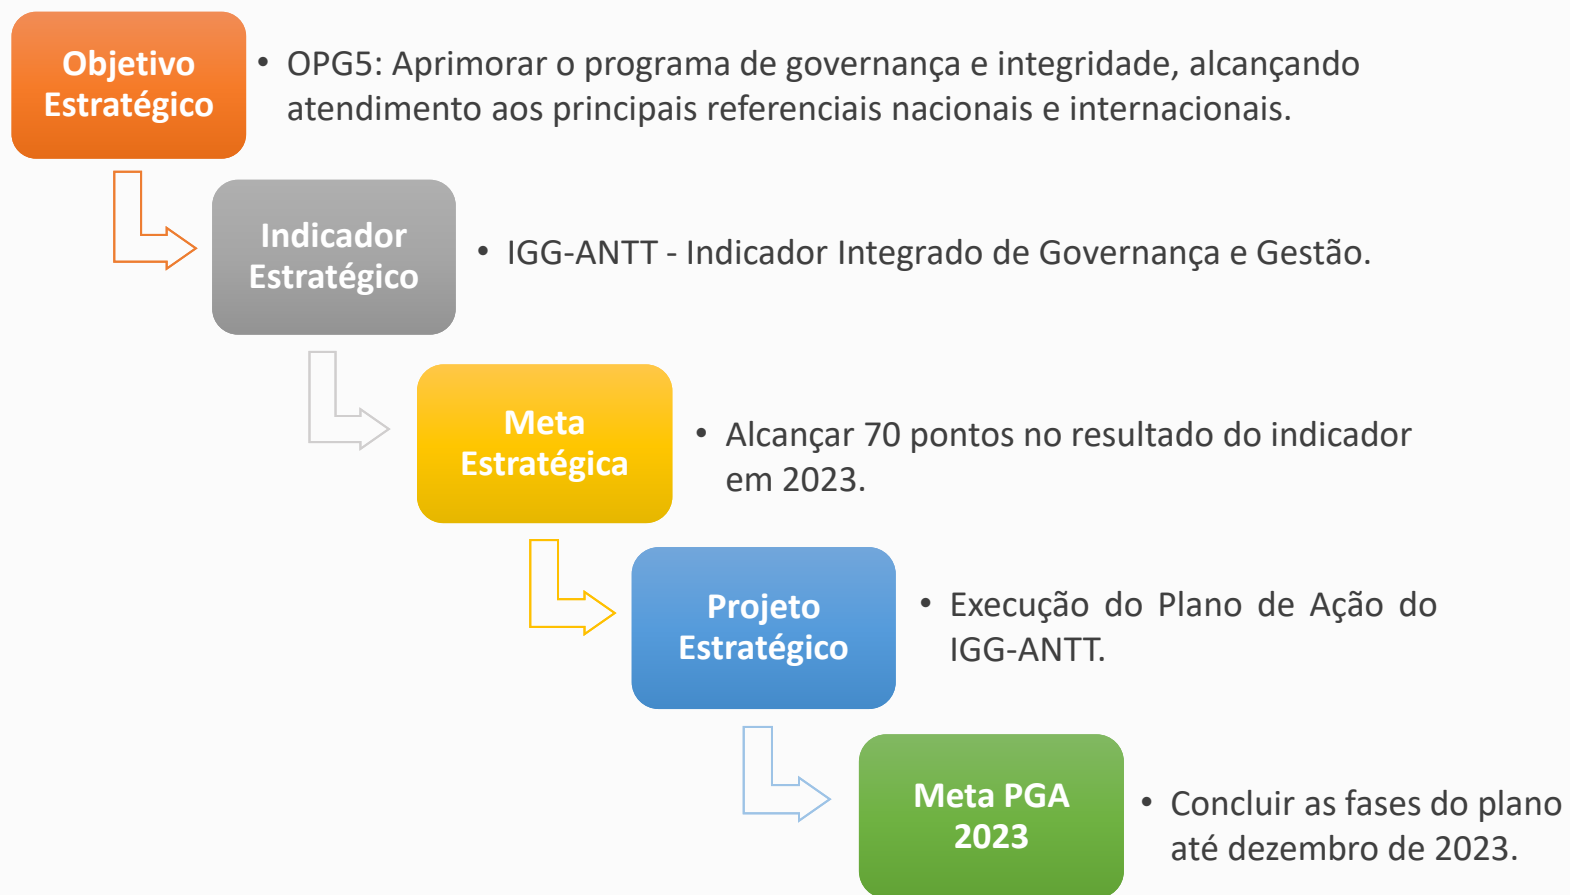 Objetivo
Estratégico
• OPG5: Aprimorar o programa de governança e integridade, alcançando
atendimento aos principais referenciais nacionais e internacionais.
Indicador
Estratégico
• IGG-ANTT - Indicador Integrado de Governança e Gestão.
Meta
Estratégica
• Alcançar 70 pontos no resultado do indicador
em 2023.
Projeto
Estratégico
• Execução do Plano de Ação do
IGG-ANTT.
Meta PGA
2023
• Concluir as fases do plano
até dezembro de 2023.